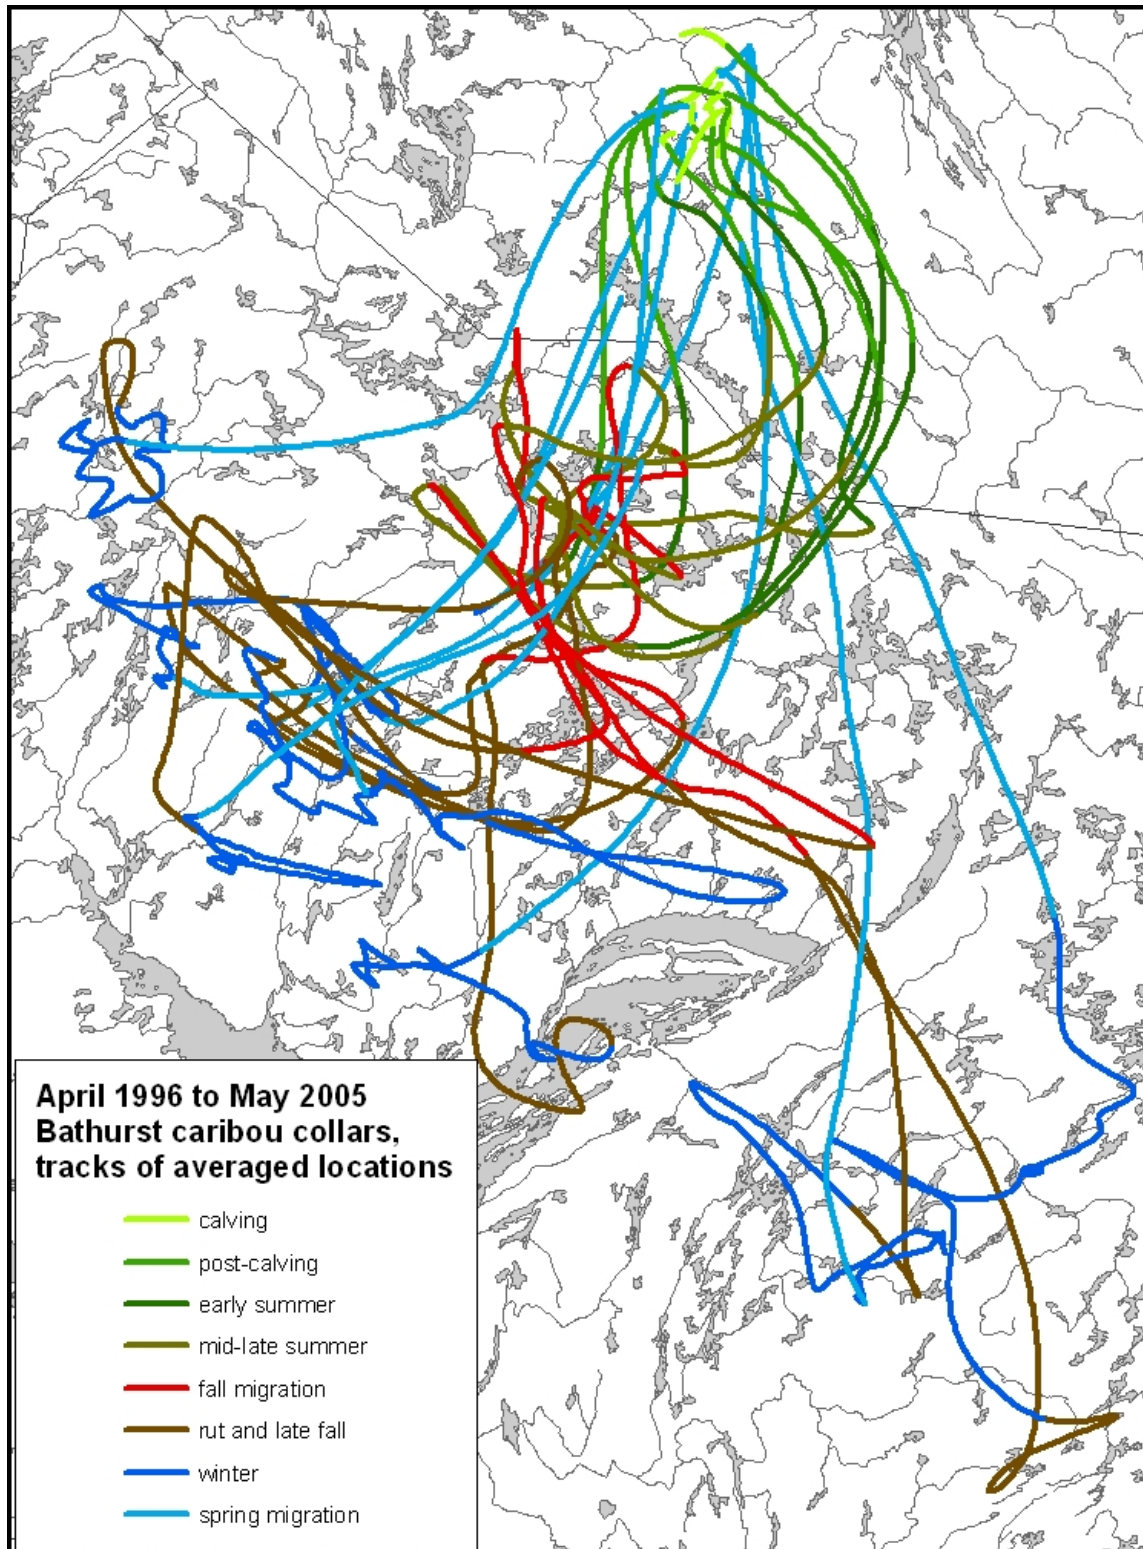 April 1996 to May 2005
Bathurst caribou collars,
tracks of averaged locations
calving
post-calving
early summer
mid-late summer
fall migration
rut and late fall
winter
spring migration